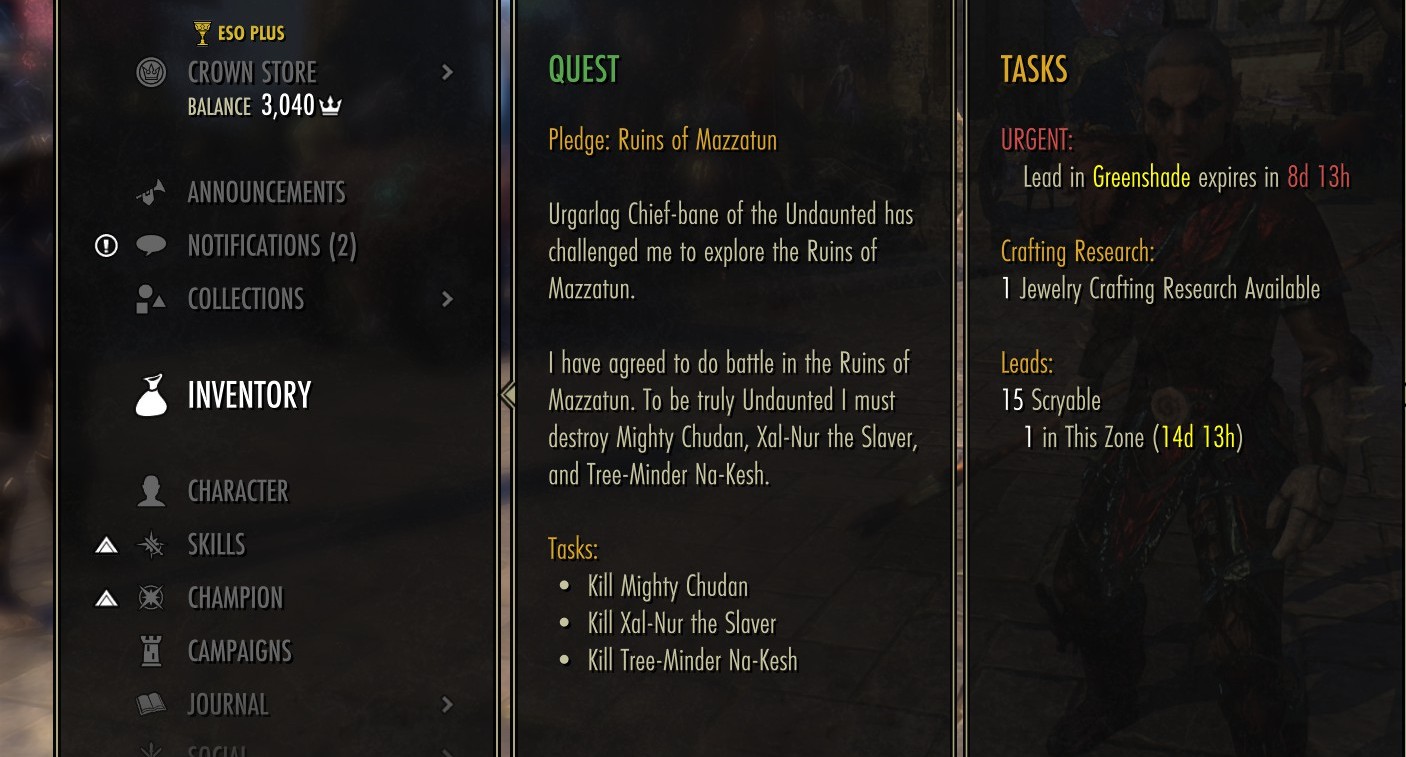 ESO PLUS
CROWN STORE
BALANCE 3,040
ANNOUNCEMENTS
NOTIFICATIONS (2)
COLLECTIONS
INVENTORY
CHARACTER
SKILLS
CHAMPION
CAMPAIGNS
JOURNAL
SOCIAL
QUEST
Pledge: Ruins of Mazzatun
Urgarlag Chief-bane of the Undaunted has
challenged me to explore the Ruins of
Mazzatun.
I have agreed to do battle in the Ruins of
Mazzatun. To be truly Undaunted I must
destroy Mighty Chudan, Xal-Nur the Slaver,
and Tree-Minder Na-Kesh.
Tasks:
• Kill Mighty Chudan
• Kill Xal-Nur the Slaver
• Kill Tree-Minder Na-Kesh
TASKS
URGENT:
Lead in Greenshade expires in 8d 13h
Crafting Research:
1 Jewelry Crafting Research Available
Leads:
15 Scryable
1 in This Zone (14d 13h)